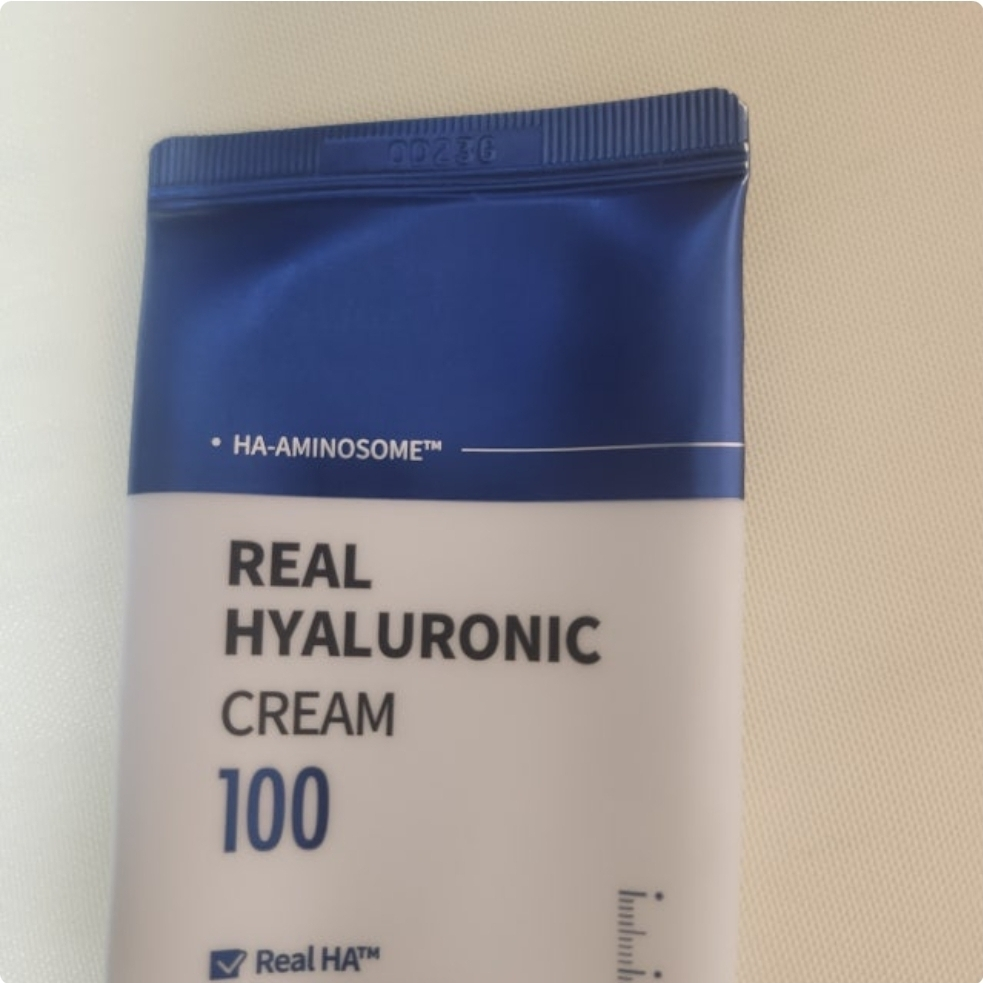 • HA-AMINOSOME™
REAL
HYALURONIC
CREAM
100
Real HA™